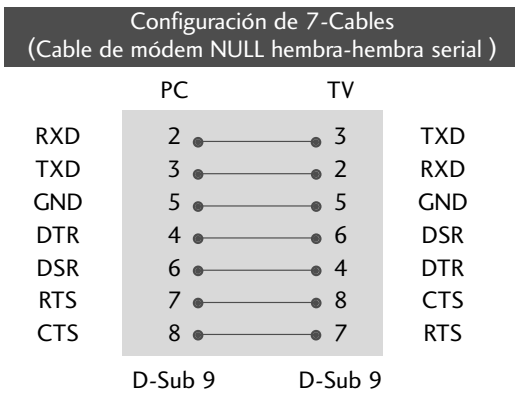 Configuración de 7-Cables
(Cable de módem NULL hembra-hembra serial )
PC TV
RXD 2 3 TXD
TXD 3 2 RXD
GND 5 5 GND
DTR 4 6 DSR
DSR 6 4 DTR
RTS 7 8 CTS
CTS 8 7 RTS
D-Sub 9 D-Sub 9